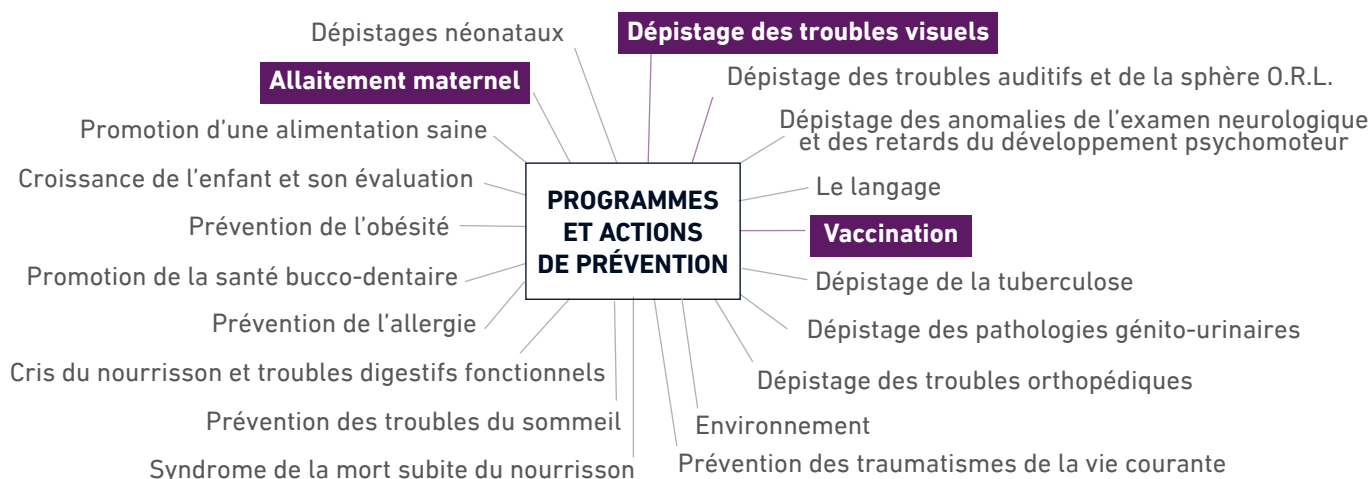 Dépistages néonataux
Dépistage des troubles visuels
Allaitement maternel
Dépistage des troubles auditifs et de la sphère O.R.L.
Promotion d'une alimentation saine
Dépistage des anomalies de l'examen neurologique
et des retards du développement psychomoteur
Croissance de l'enfant et son évaluation
Le langage
PROGRAMMES
ET ACTIONS
DE PRÉVENTION
Prévention de l'obésité
Vaccination
Promotion de la santé bucco-dentaire
Dépistage de la tuberculose
Prévention de l'allergie
Dépistage des pathologies génito-urinaires
Cris du nourrisson et troubles digestifs fonctionnels
Dépistage des troubles orthopédiques
Prévention des troubles du sommeil
Environnement
Syndrome de la mort subite du nourrisson
Prévention des traumatismes de la vie courante